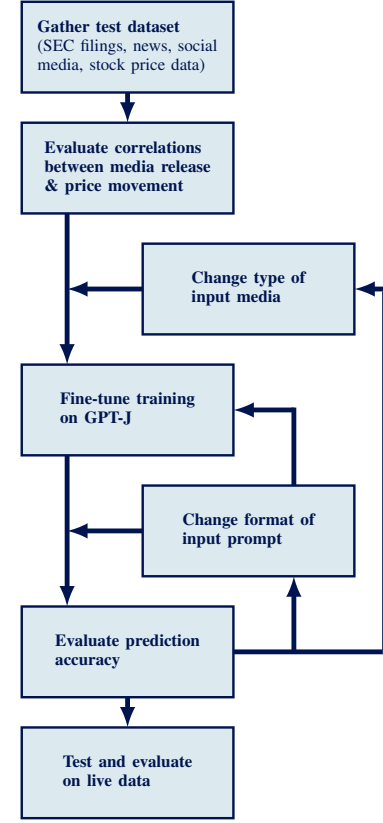 Gather test dataset
(SEC filings, news, social
media, stock price data)
Evaluate correlations
between media release
& price movement
Change type of
input media
Fine-tune training
on GPT-J
Change format of
input prompt
Evaluate prediction
accuracy
Test and evaluate
on live data